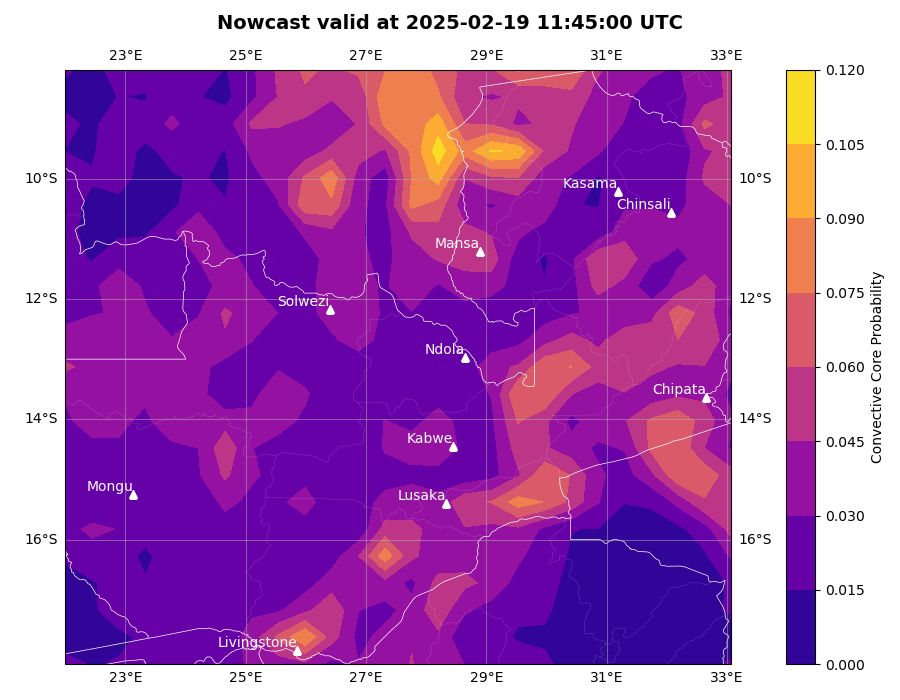 Nowcast valid at 2025-02-19 11:45:00 UTC
23°E 25°E 27°E 29°E 31°E 33°E
0.120
0.105
10°S Kasama 10°S
Chinsali
0.090
Mansa
0.075
12°S Solwezi 12°S
Ndola
0.060
Chipata
14°S 14°S
Kabwe
0.045
Mongu Lusaka
0.030
16°S 16°S
0.015
Livingstone
0.000
23°E 25°E 27°E 29°E 31°E 33°E
Convective Core Probability